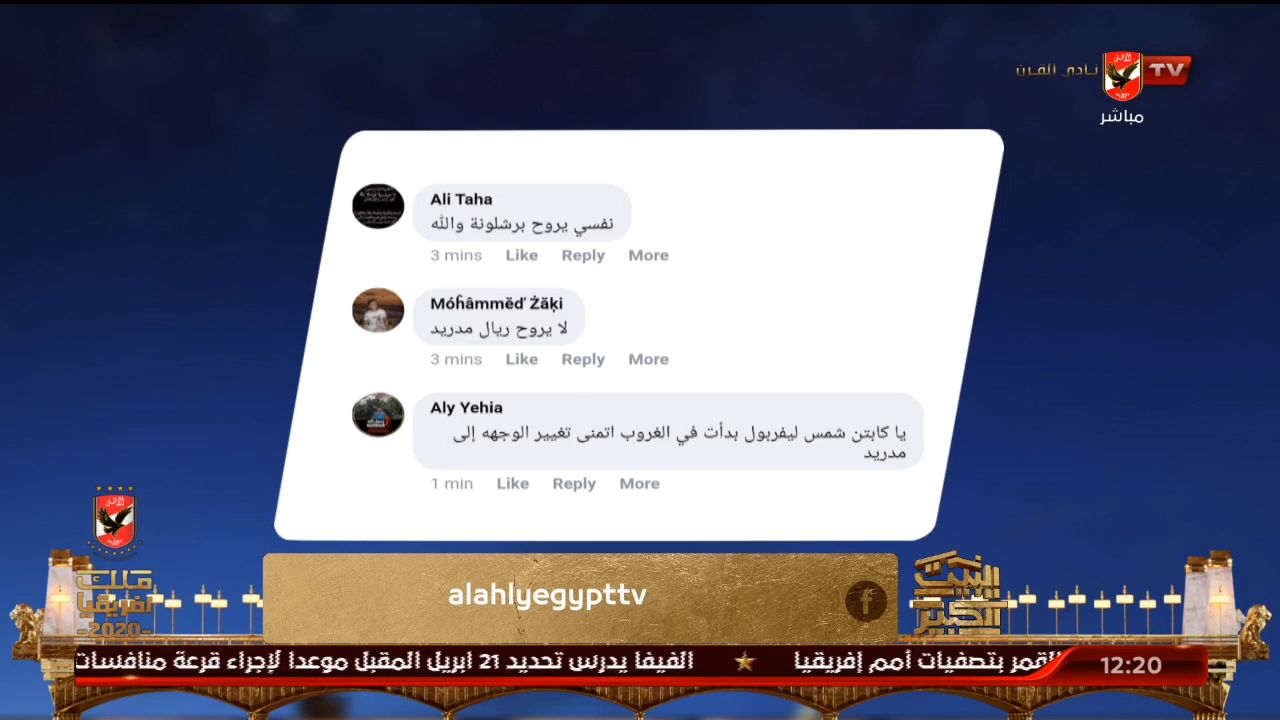 نادي القرن
TV
مباشر
Ali Taha
نفسي يروح برشلونة والله
3 mins Like Reply More
Móĥâmmëď Żăķi
لا يروح ريال مدريد
3 mins Like Reply More
Aly Yehia
يا كابتن شمس ليفربول بدأت في الغروب اتمنى تغيير الوجهه إلى
مدريد
1 min Like Reply More
ملك
افريقيا
-2020-
alahlyegypttv
f
البيت
الكبير
القمر بتصفيات أمم إفريقيا ★ الفيفا يدرس تحديد 21 ابريل المقبل موعدا لإجراء قرعة منافسات
12:20